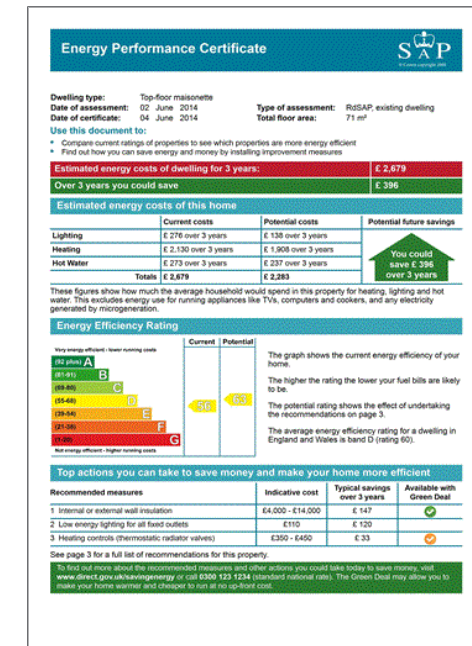 Energy Performance Certificate
SAP
Dwelling type: Top-floor maisonette
Date of assessment: 02 June 2014 Type of assessment: RdSAP, existing dwelling
Date of certificate: 04 June 2014 Total floor area: 71 m²
Use this document to:
• Compare current ratings of properties to see which properties are more energy efficient
• Find out how you can save energy and money by installing improvement measures
Estimated energy costs of dwelling for 3 years: £ 2,679
Over 3 years you could save £ 396
Estimated energy costs of this home
Current costs Potential costs Potential future savings
Lighting £ 276 over 3 years £ 138 over 3 years
Heating £ 2,130 over 3 years £ 1,908 over 3 years
Hot Water £ 273 over 3 years £ 237 over 3 years
Totals £ 2,679 £ 2,283
You could
save £ 396
over 3 years
These figures show how much the average household would spend in this property for heating, lighting and hot
water. This excludes energy use for running appliances like TVs, computers and cookers, and any electricity
generated by microgeneration.
Energy Efficiency Rating
Current Potential
Very energy efficient - lower running costs
(92 plus) A
(81-91) B
(69-80) C
(55-68) D
(39-54) E
(21-38) F
(1-20) G
Not energy efficient - higher running costs
The graph shows the current energy efficiency of your
home.
The higher the rating the lower your fuel bills are likely
to be.
The potential rating shows the effect of undertaking
the recommendations on page 3.
The average energy efficiency rating for a dwelling in
England and Wales is band D (rating 60).
Top actions you can take to save money and make your home more efficient
Recommended measures Indicative cost Typical savings over 3 years Available with Green Deal
1 Internal or external wall insulation £4,000 - £14,000 £ 147
2 Low energy lighting for all fixed outlets £110 £ 120
3 Heating controls (thermostatic radiator valves) £350 - £450 £ 33
See page 3 for a full list of recommendations for this property.
To find out more about the recommended measures and other actions you could take today to save money, visit
www.direct.gov.uk/savingenergy or call 0300 123 1234 (standard national rate). The Green Deal may allow you to
make your home warmer and cheaper to run at no up-front cost.